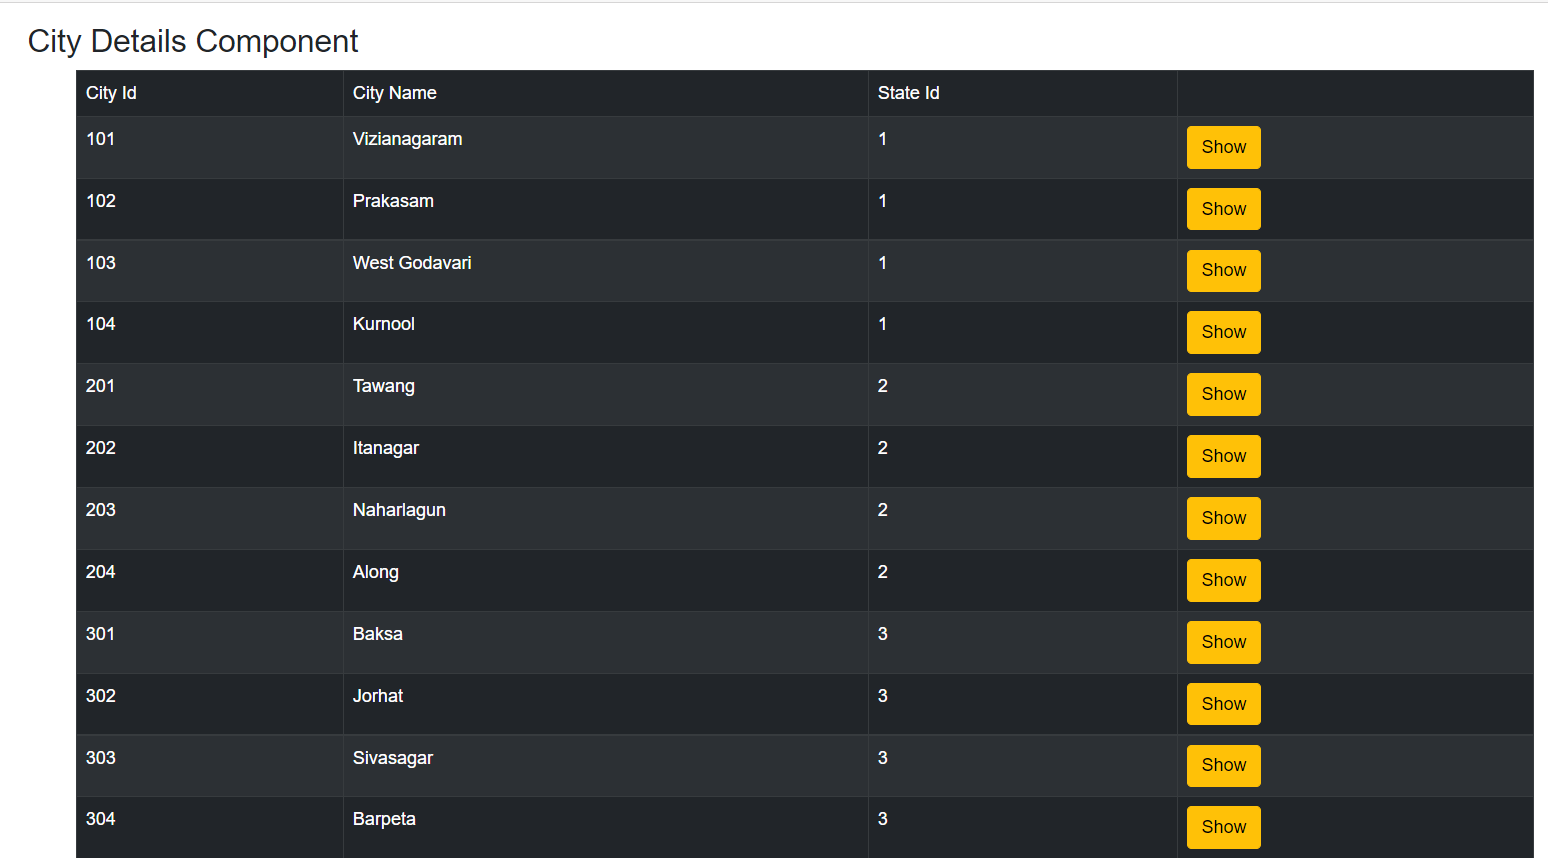 City Details Component
City Id City Name State Id
101 Vizianagaram 1 Show
102 Prakasam 1 Show
103 West Godavari 1 Show
104 Kurnool 1 Show
201 Tawang 2 Show
202 Itanagar 2 Show
203 Naharlagun 2 Show
204 Along 2 Show
301 Baksa 3 Show
302 Jorhat 3 Show
303 Sivasagar 3 Show
304 Barpeta 3 Show